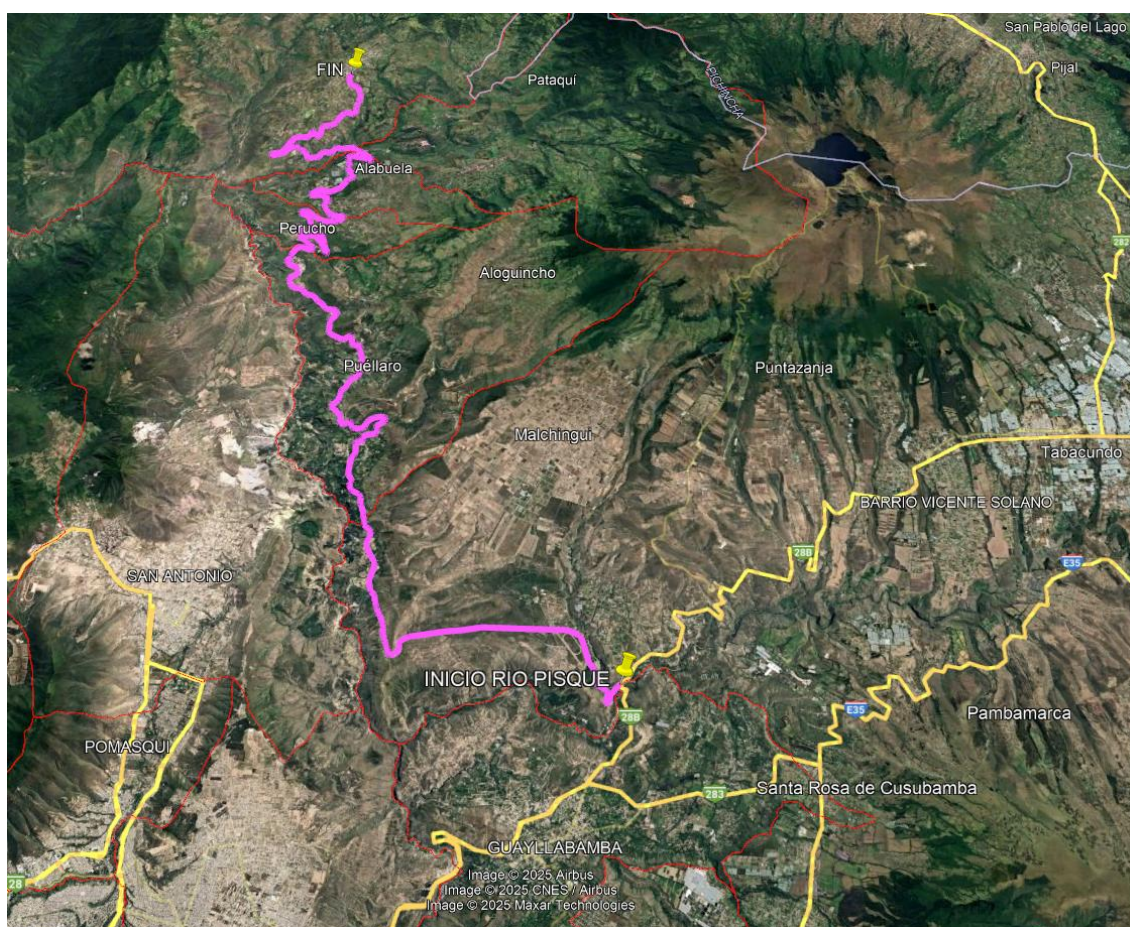 San Pablo del Lago
FIN
Pataquí
Pijal
PICHINCHA
Alabuela
Perucho
282
Aloguincho
Puéllaro
Puntazanja
Malchingui
Tabacundo
BARRIO VICENTE SOLANO
28B
E35
SAN ANTONIO
INICIO RIO PISQUE
28B
E35
Pambamarca
POMASQUI
283
Santa Rosa de Cusubamba
GUAYLLABAMBA
28
Image © 2025 Airbus
Image © 2025 CNES / Airbus
Image © 2025 Maxar Technologies